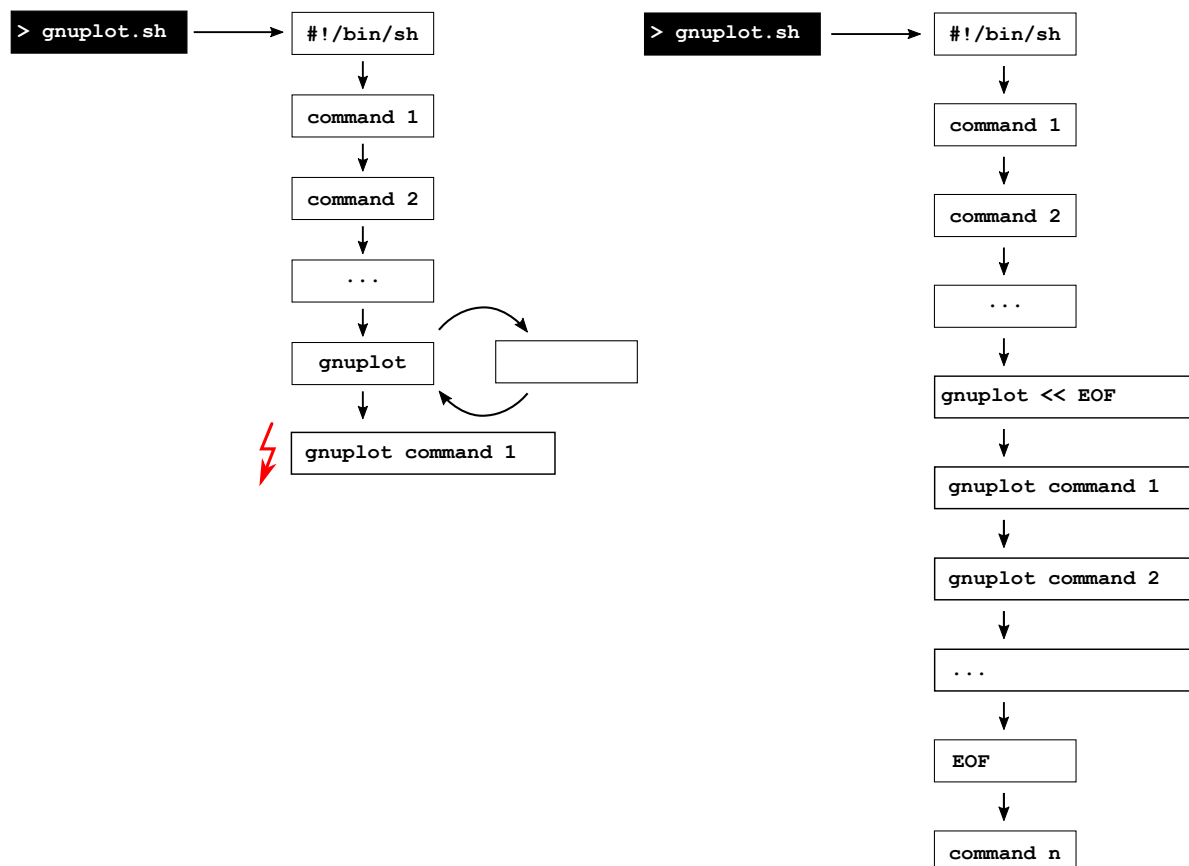 > gnuplot.sh
#!/bin/sh
command 1
command 2
...
gnuplot
gnuplot command 1
> gnuplot.sh
#!/bin/sh
command 1
command 2
...
gnuplot << EOF
gnuplot command 1
gnuplot command 2
...
EOF
command n